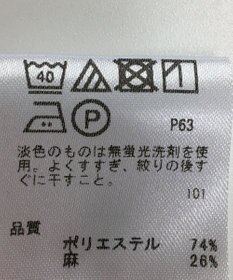 40
P
P63
淡色のものは無蛍光洗剤を使
用。よくすすぎ、絞りの後す
ぐに干すこと。
101
品質
ポリエステル 74%
麻 26%